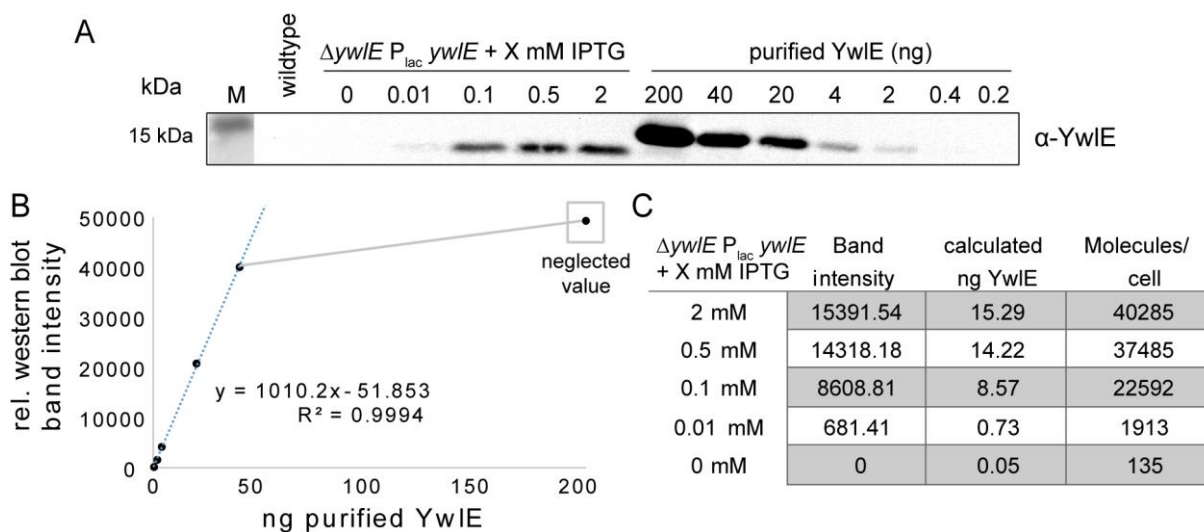 A
wildtype
ΔywlE Plac ywlE + X mM IPTG
purified YwlE (ng)
kDa
M
0 0.01 0.1 0.5 2 200 40 20 4 2 0.4 0.2
15 kDa
α-YwlE
B
rel. western blot
band intensity
50000
40000
30000
20000
10000
0
neglected
value
y = 1010.2x-51.853
R² = 0.9994
0 50 100 150 200
ng purified YwlE
C
ΔywlE Plac ywlE
+ X mM IPTG
Band
intensity
calculated
ng YwlE
Molecules/
cell
2 mM 15391.54 15.29 40285
0.5 mM 14318.18 14.22 37485
0.1 mM 8608.81 8.57 22592
0.01 mM 681.41 0.73 1913
0 mM 0 0.05 135